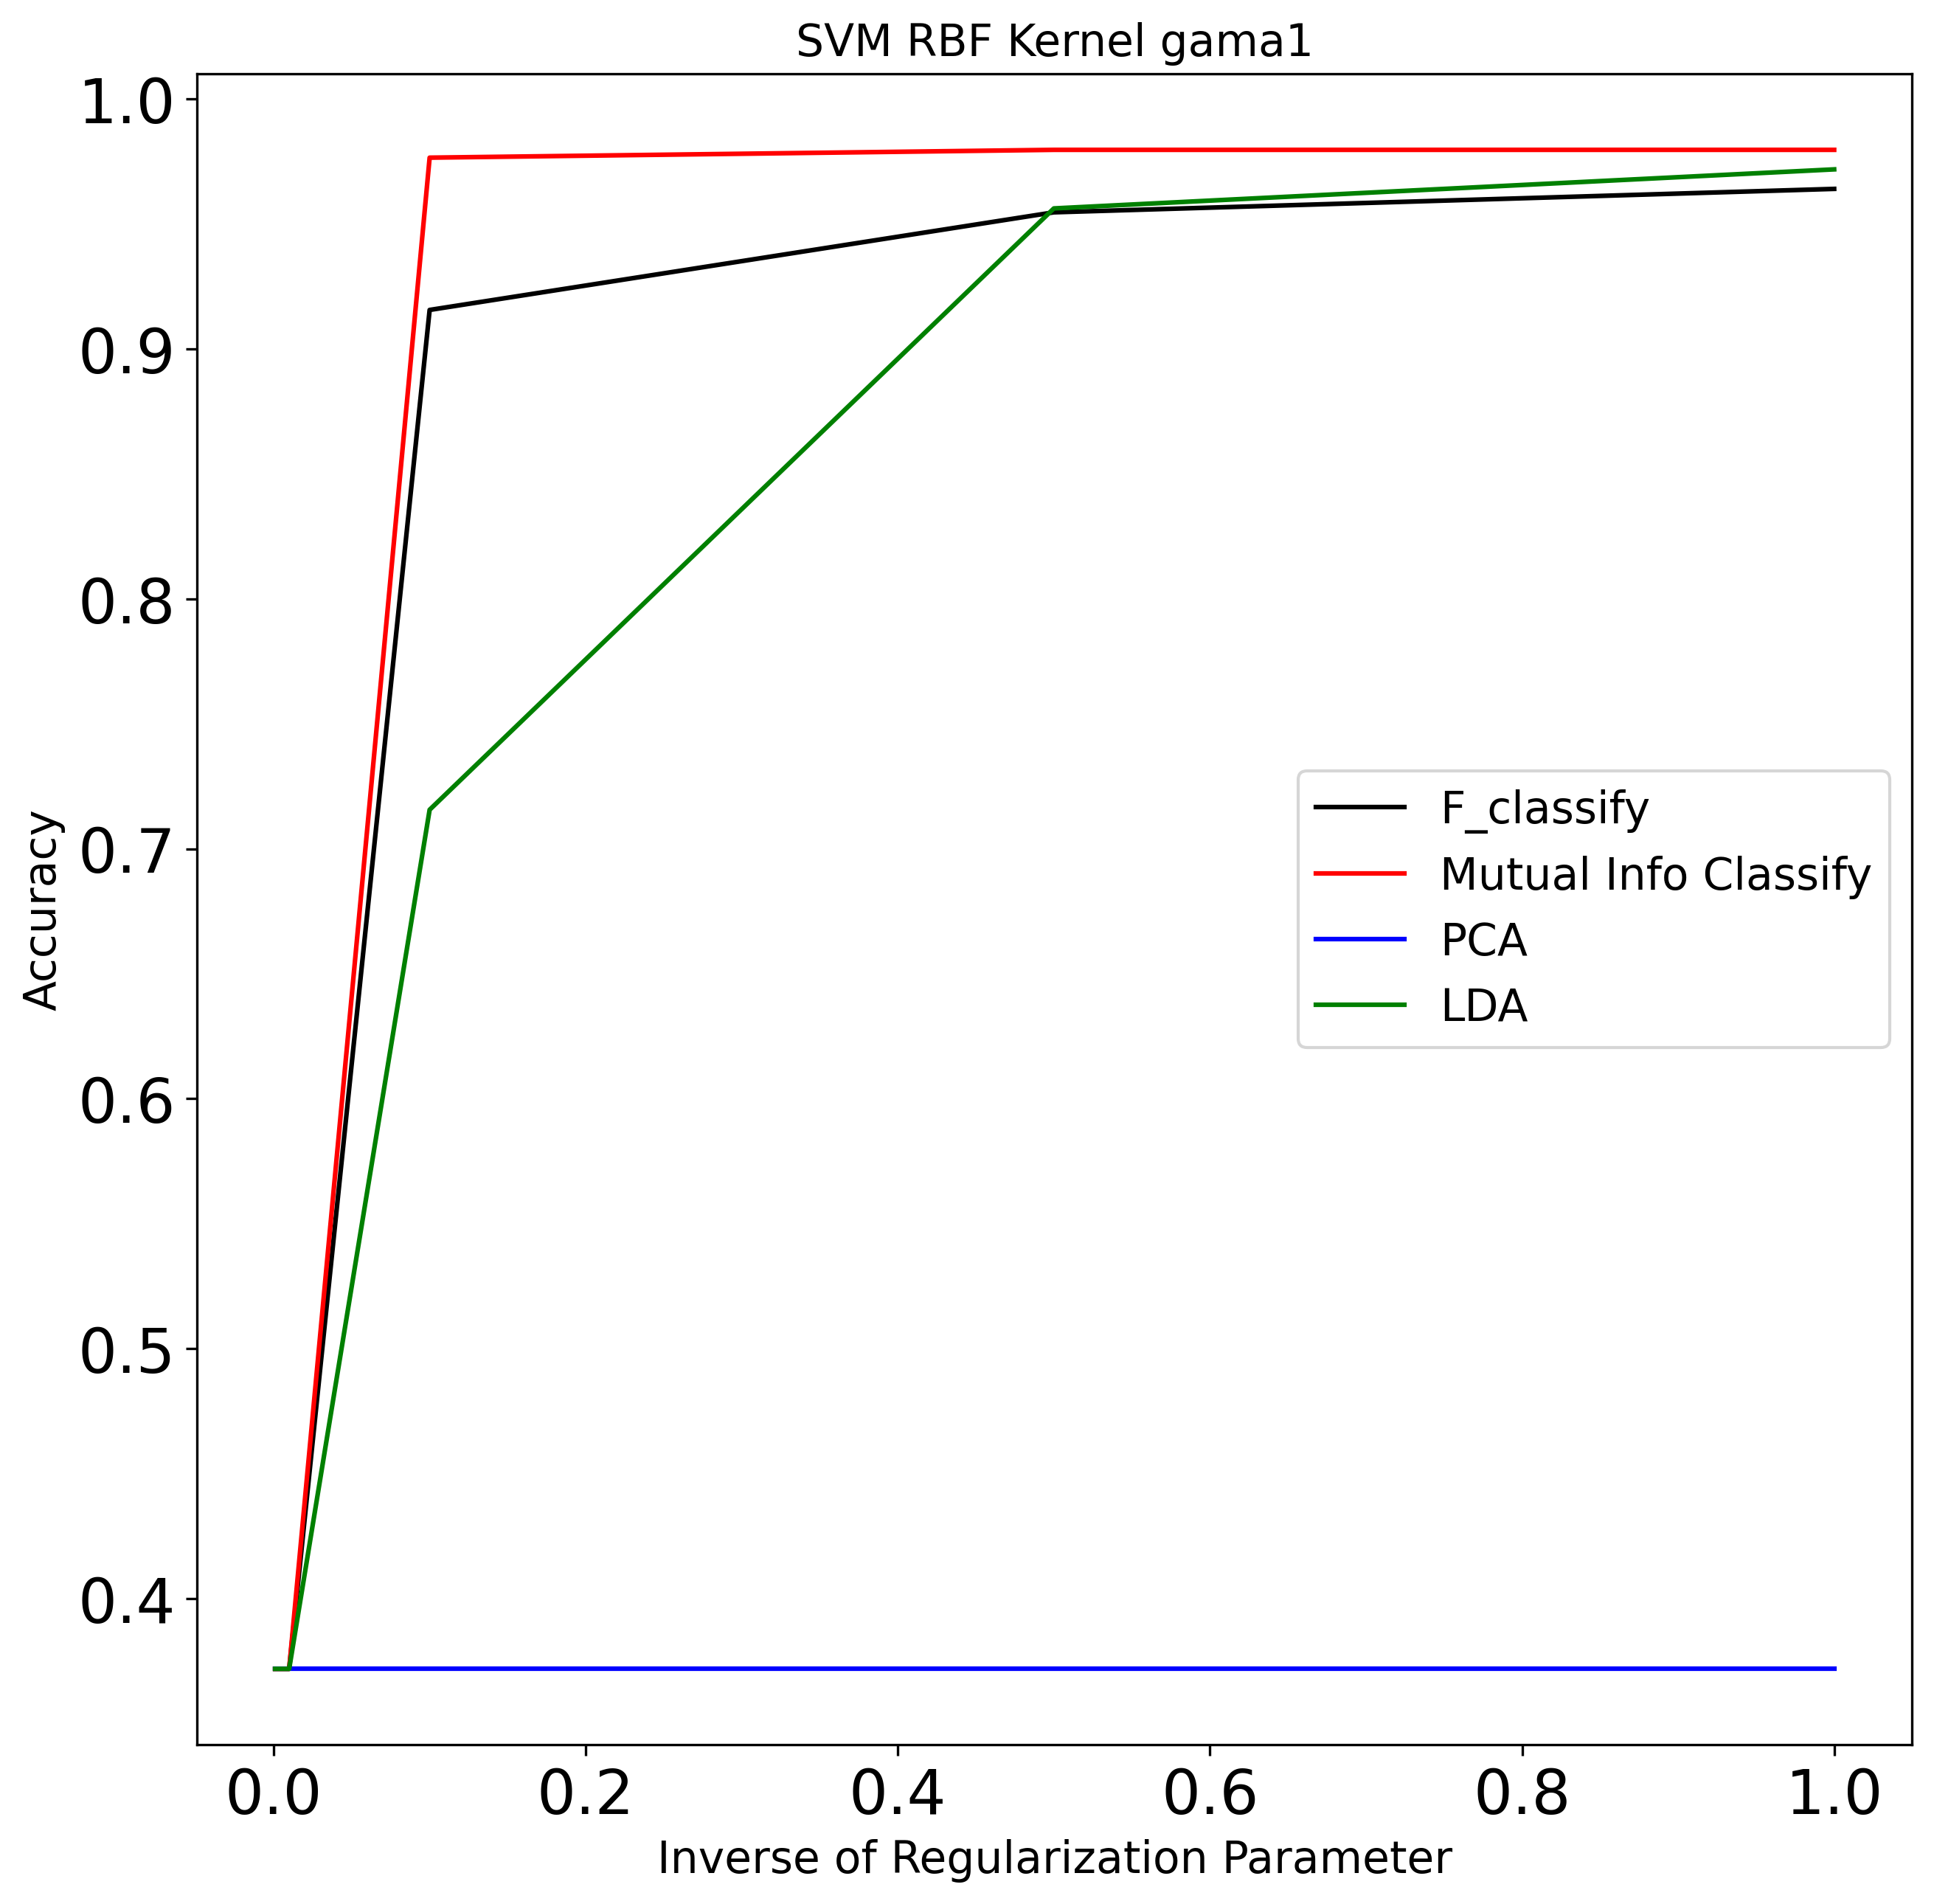 SVM RBF Kernel gama1
1.0
0.9
0.8
0.7
0.6
0.5
0.4
Accuracy
F_classify
Mutual Info Classify
PCA
LDA
0.0 0.2 0.4 0.6 0.8 1.0
Inverse of Regularization Parameter